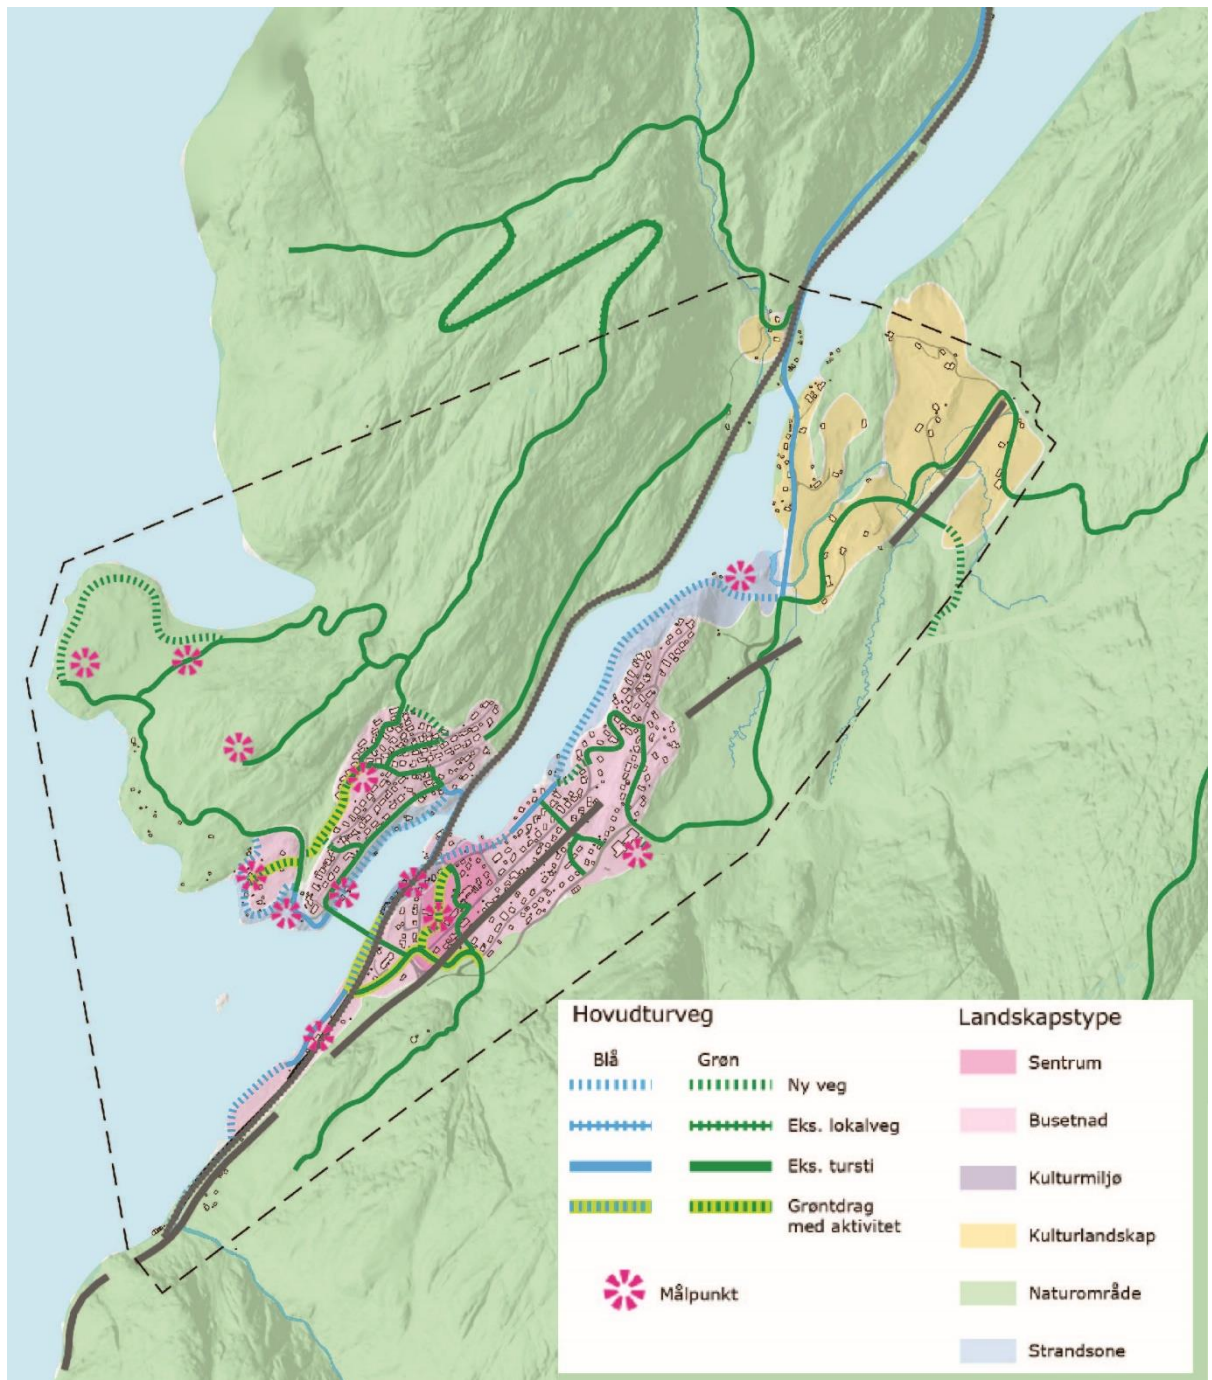 Hovudturveg
Blå
Grøn
Ny veg
Eks. lokalveg
Eks. tursti
Grøntdrag
med aktivitet
Målpunkt
Landskapstype
Sentrum
Busetnad
Kulturmiljø
Kulturlandskap
Naturområde
Strandsone